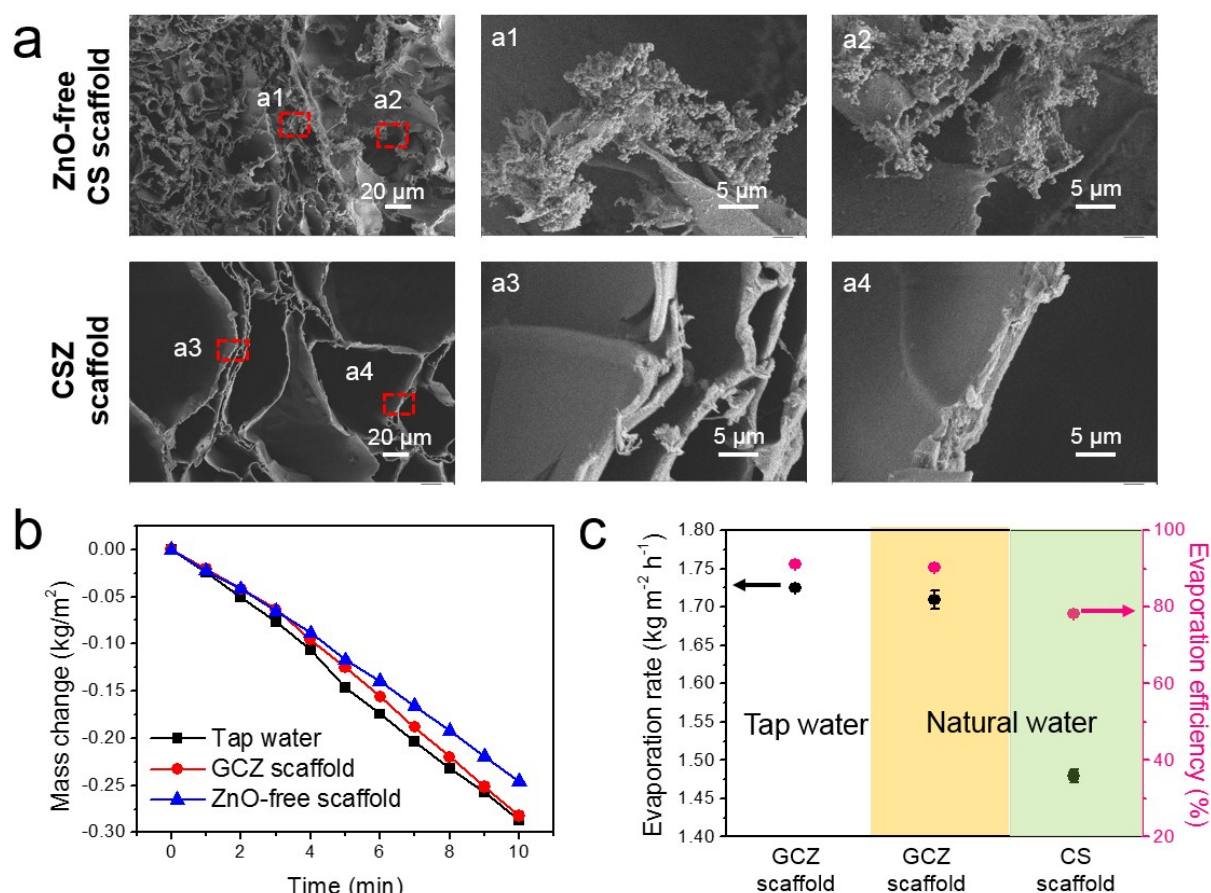 a
ZnO-free
CS scaffold
a1
a2
20 µm
a1
5 µm
a2
5 µm
CSZ
scaffold
a3
a4
20 µm
a3
5 µm
a4
5 µm
b
Mass change (kg/m²)
0.00
-0.05
-0.10
-0.15
-0.20
-0.25
-0.30
Tap water
GCZ scaffold
ZnO-free scaffold
0 2 4 6 8 10
Time (min)
c
Evaporation rate (kg m⁻² h⁻¹)
1.80
1.75
1.70
1.65
1.60
1.55
1.50
1.45
1.40
Tap water
Natural water
100
80
60
40
20
Evaporation efficiency
(%)
GCZ
scaffold
GCZ
scaffold
CS
scaffold